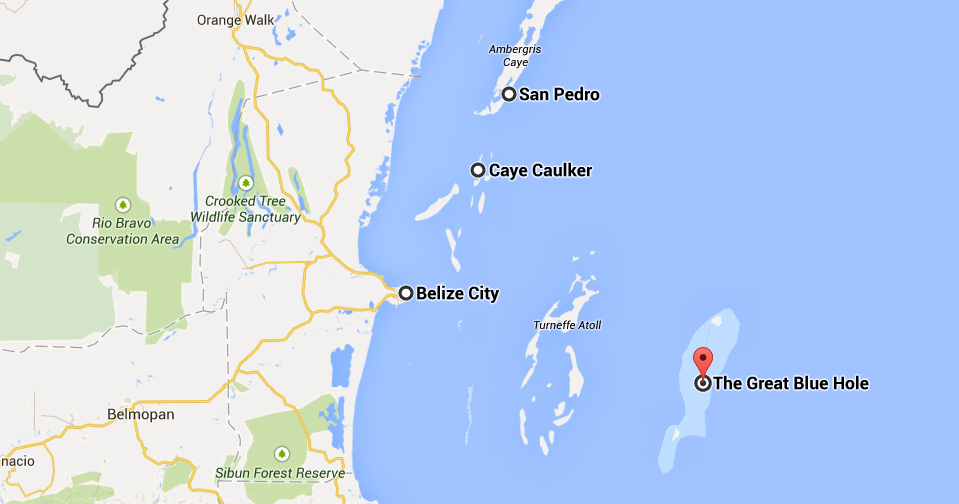 Orange Walk
Ambergris
Caye
San Pedro
Caye Caulker
Crooked Tree
Wildlife Sanctuary
Rio Bravo
Conservation Area
Belize City
Turneffe Atoll
The Great Blue Hole
Belmopan
nacio
Sibun Forest Reserve